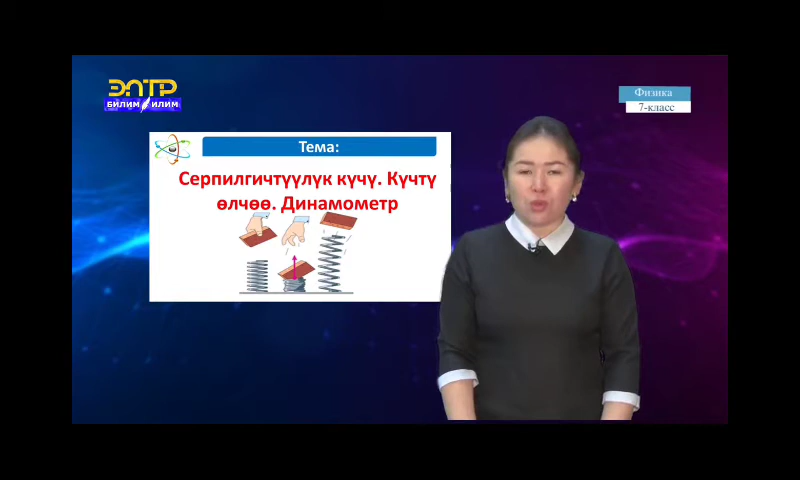 ЭЛТР
БИЛИМ ИЛИМ
Физика
7-класс
Тема:
Серпилгичтүүлүк күчү. Күчтү
өлчөө. Динамометр